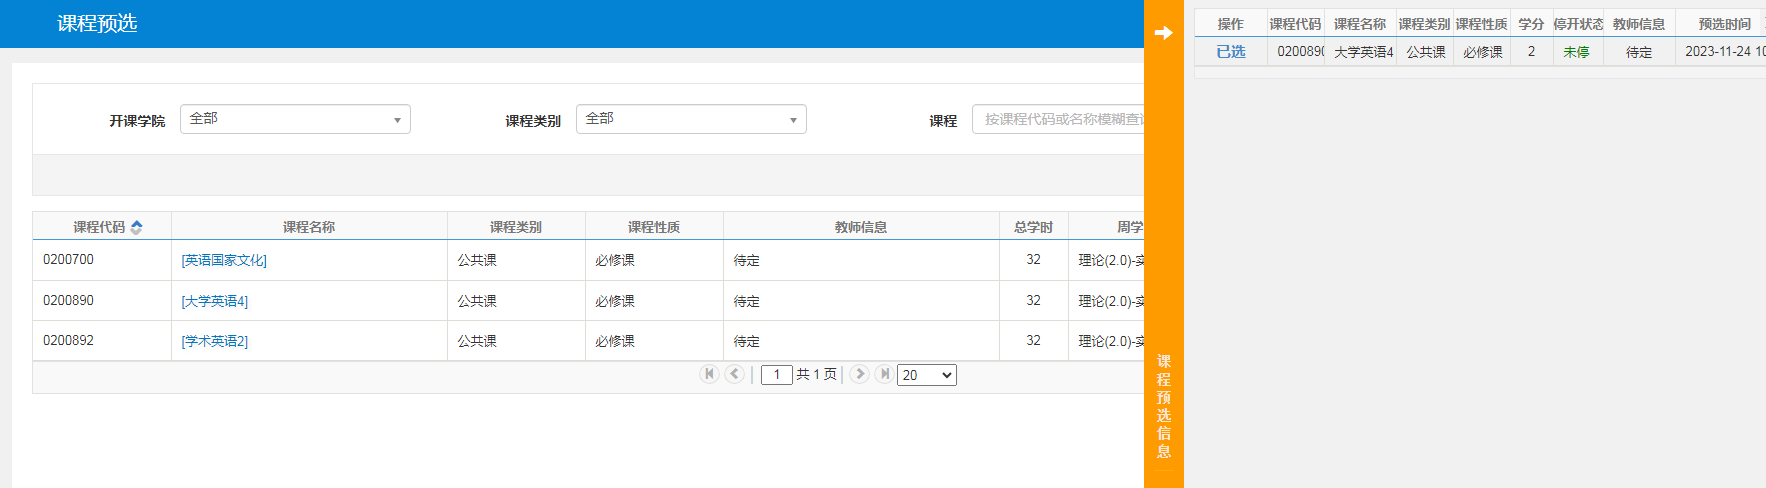 课程预选
开课学院 全部 课程类别 全部 课程 按课程代码或名称模糊查
课程代码 课程名称 课程类别 课程性质 教师信息 总学时 周学
0200700 [英语国家文化] 公共课 必修课 待定 32 理论(2.0)-实
0200890 [大学英语4] 公共课 必修课 待定 32 理论(2.0)-实
0200892 [学术英语2] 公共课 必修课 待定 32 理论(2.0)-实
1 共 1 页 20
课程预选信息
操作 课程代码 课程名称 课程类别 课程性质 学分 停开状态 教师信息 预选时间
已选 0200890 大学英语4 公共课 必修课 2 未停 待定 2023-11-24 10